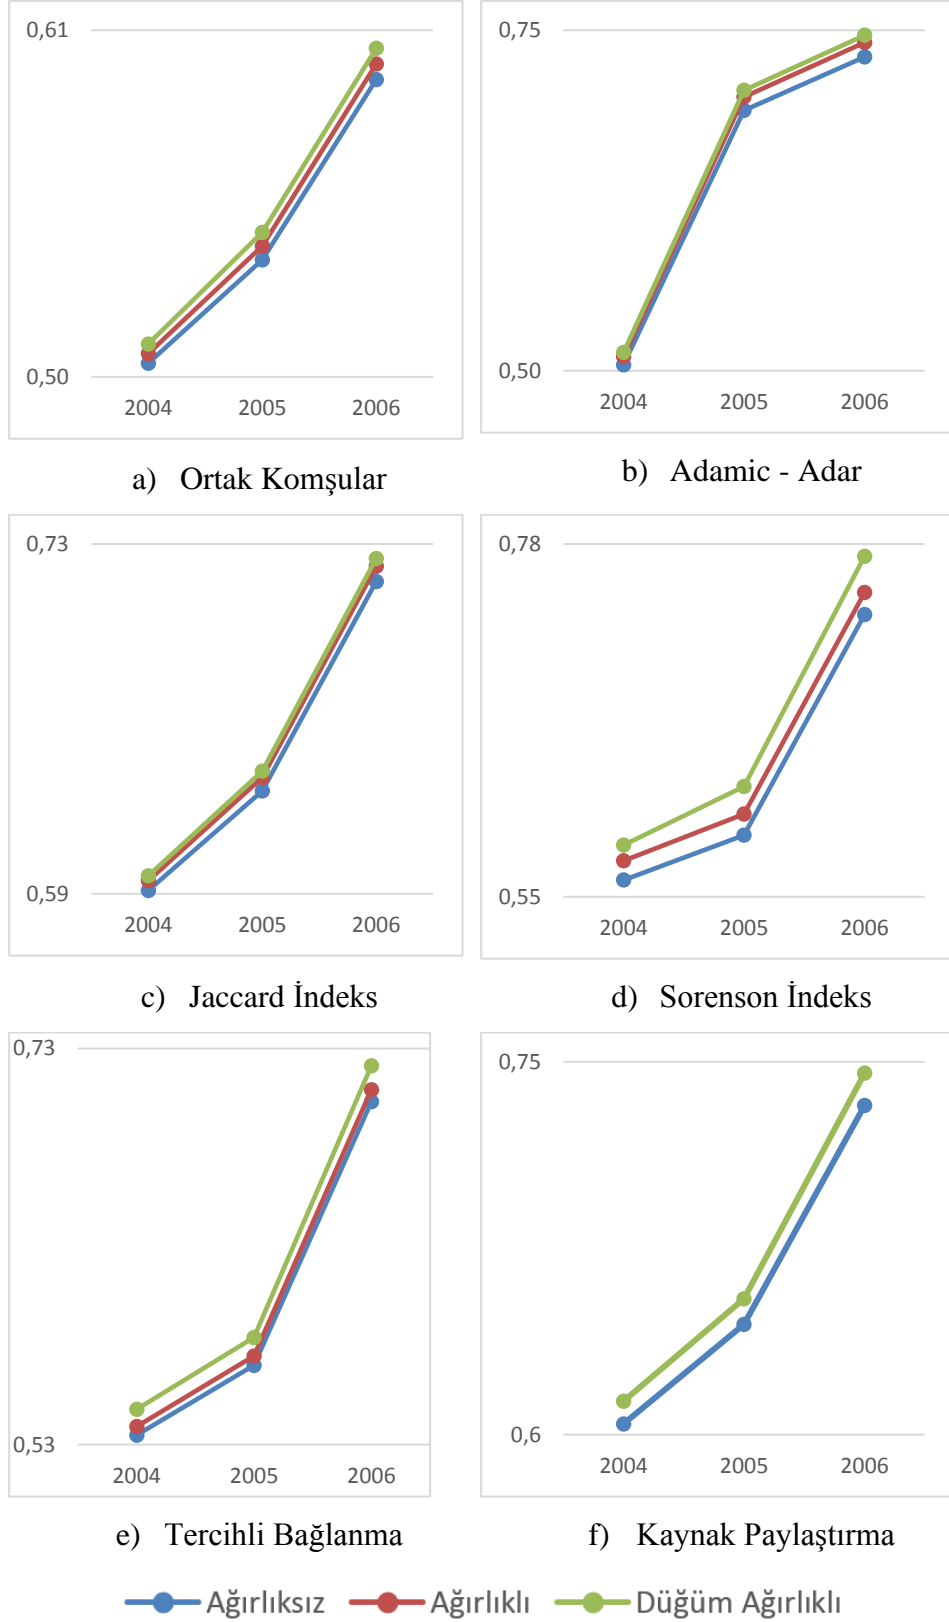 0,61
0,50
2004 2005 2006
a) Ortak Komşular
0,75
0,50
2004 2005 2006
b) Adamic - Adar
0,73
0,59
2004 2005 2006
c) Jaccard İndeks
0,78
0,55
2004 2005 2006
d) Sorenson İndeks
0,73
0,53
2004 2005 2006
e) Tercihli Bağlanma
0,75
0,6
2004 2005 2006
f) Kaynak Paylaştırma
Ağırlıksız Ağırlıklı Düğüm Ağırlıklı